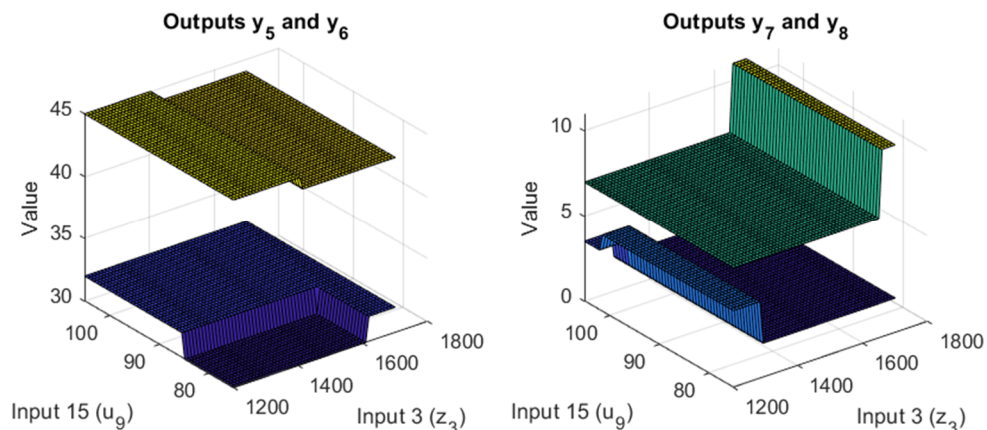 Outputs y5 and y6
Value
45
40
35
30
100
90
80
1200
1400
1600
1800
Input 15 (u9)
Input 3 (z3)
Outputs y7 and y8
Value
10
5
0
100
90
80
1200
1400
1600
1800
Input 15 (u9)
Input 3 (z3)